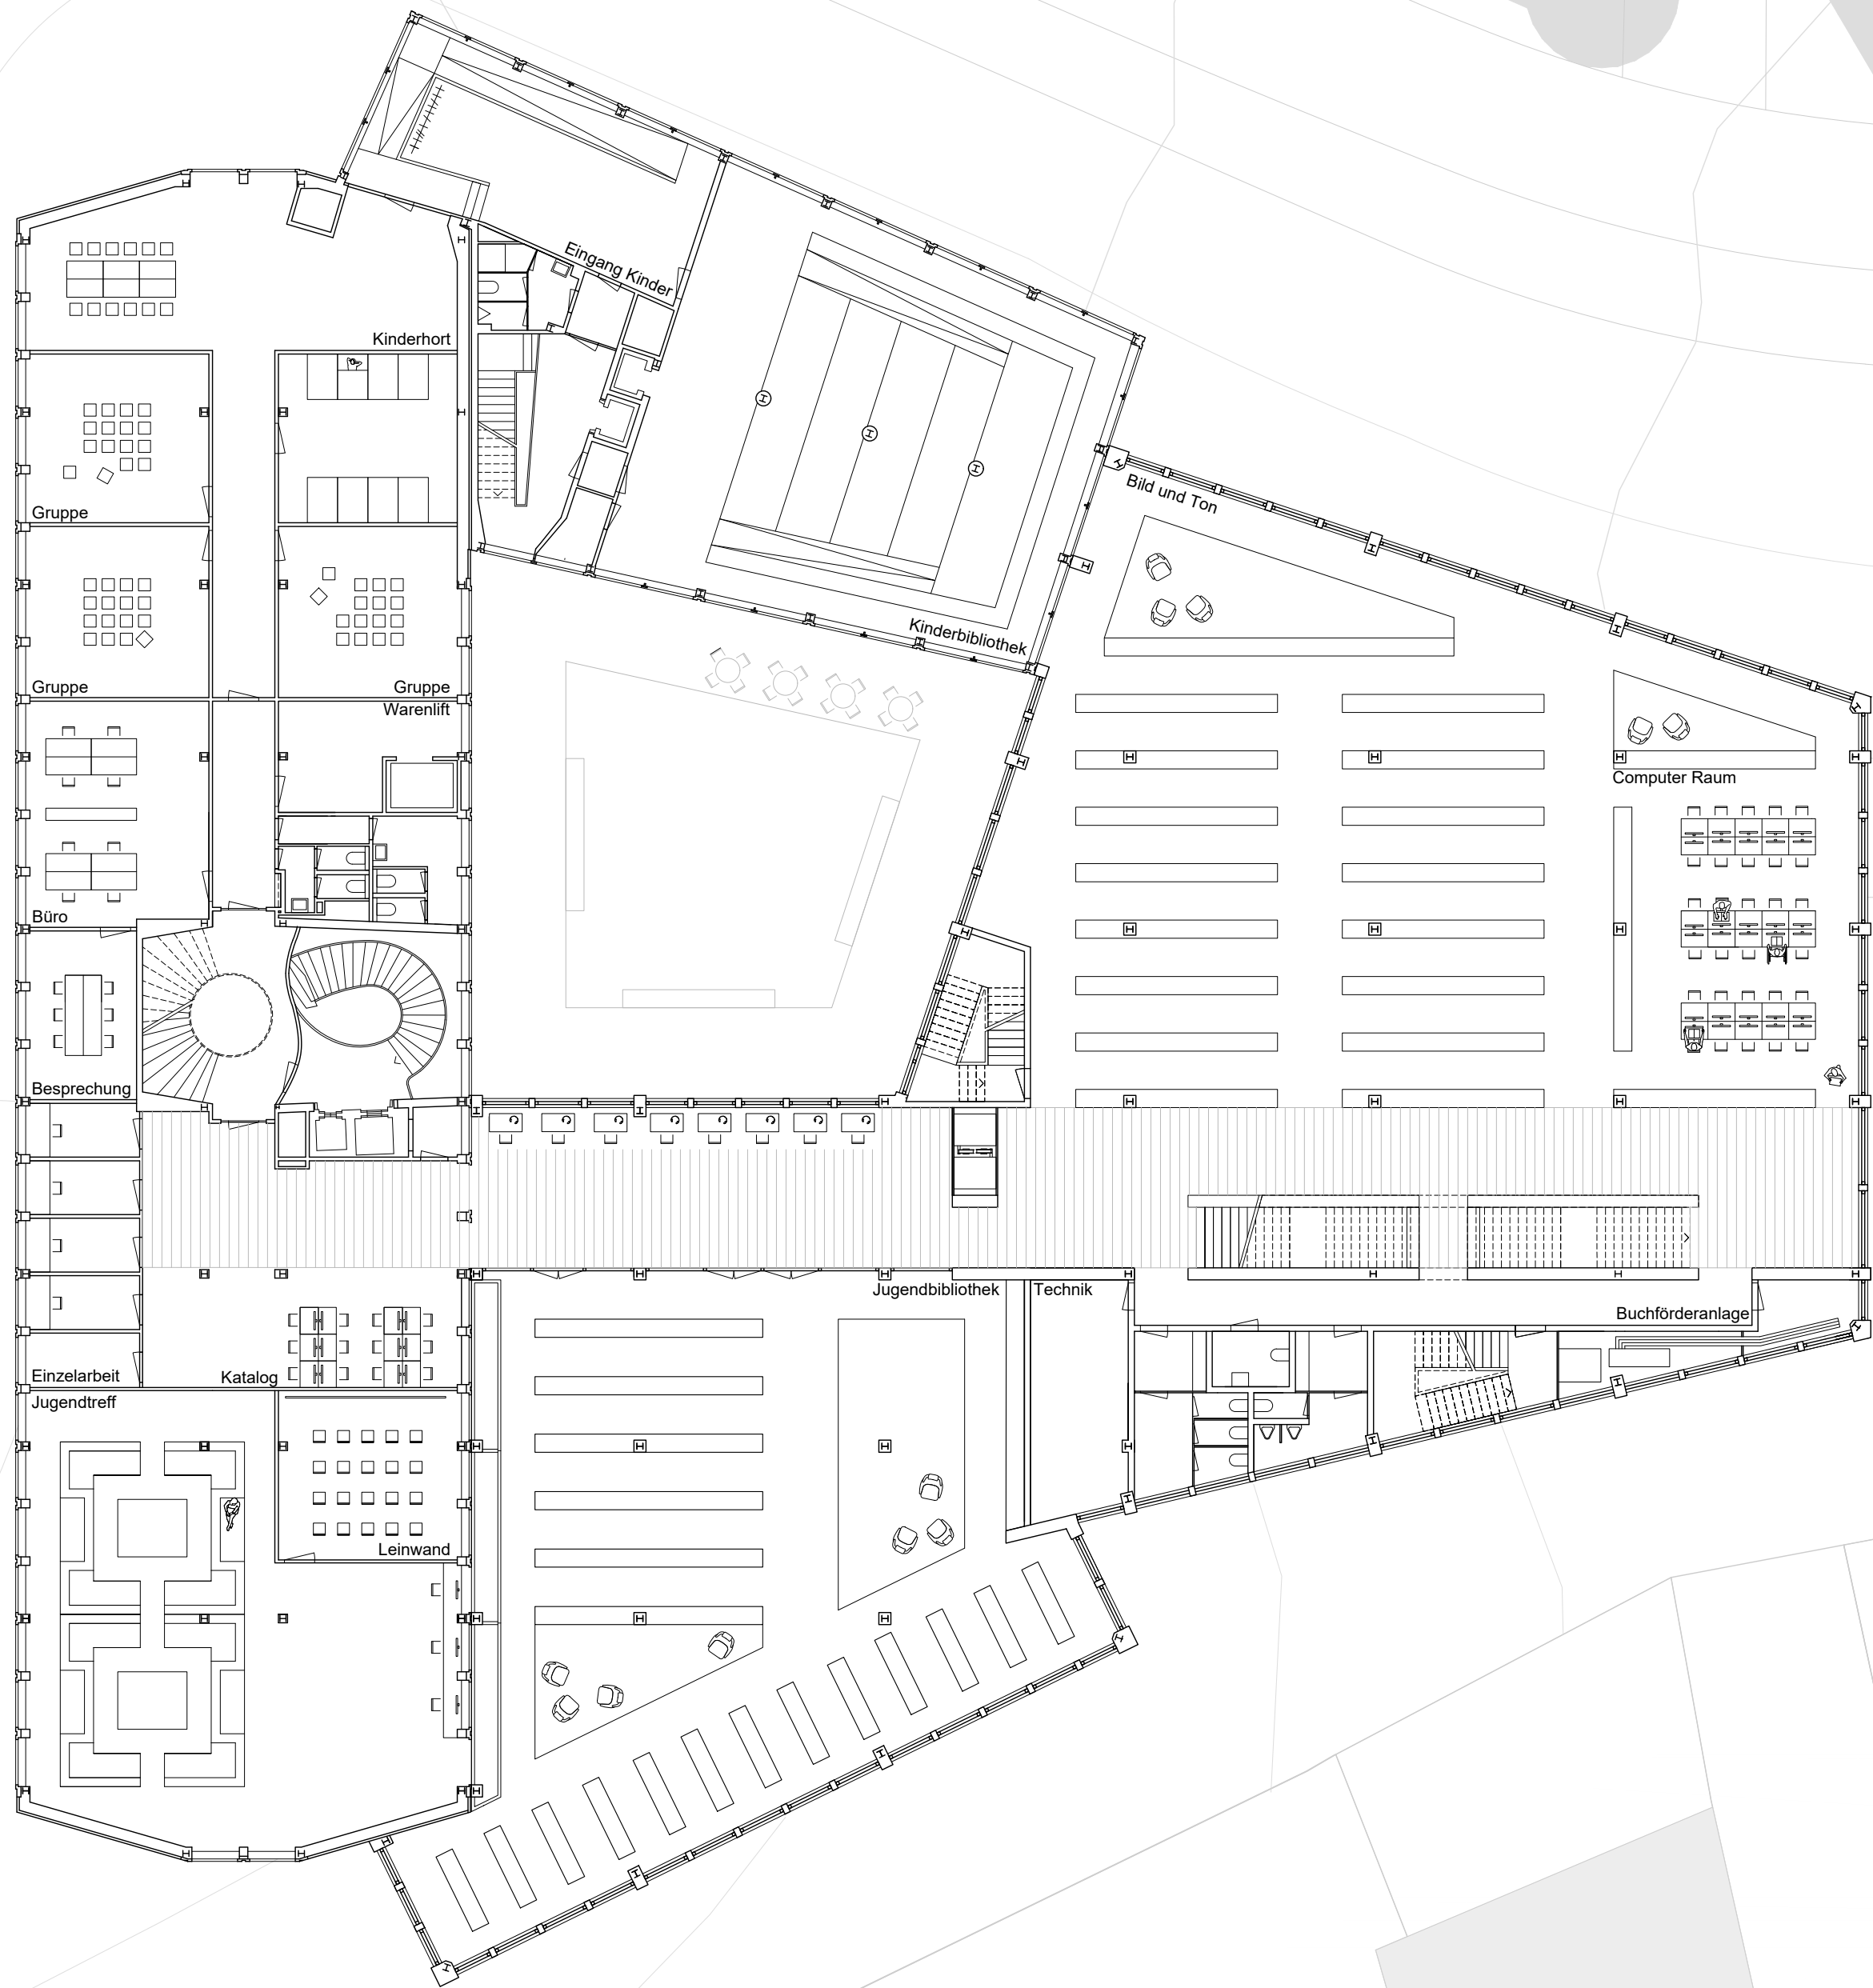 Eingang Kinder
Kinderhort
Bild und Ton
Gruppe
Kinderbibliothek
Gruppe
Gruppe
Warenlift
Computer Raum
Büro
Besprechung
Jugendbibliothek
Technik
Buchförderanlage
Einzelarbeit
Katalog
Jugendtreff
Leinwand